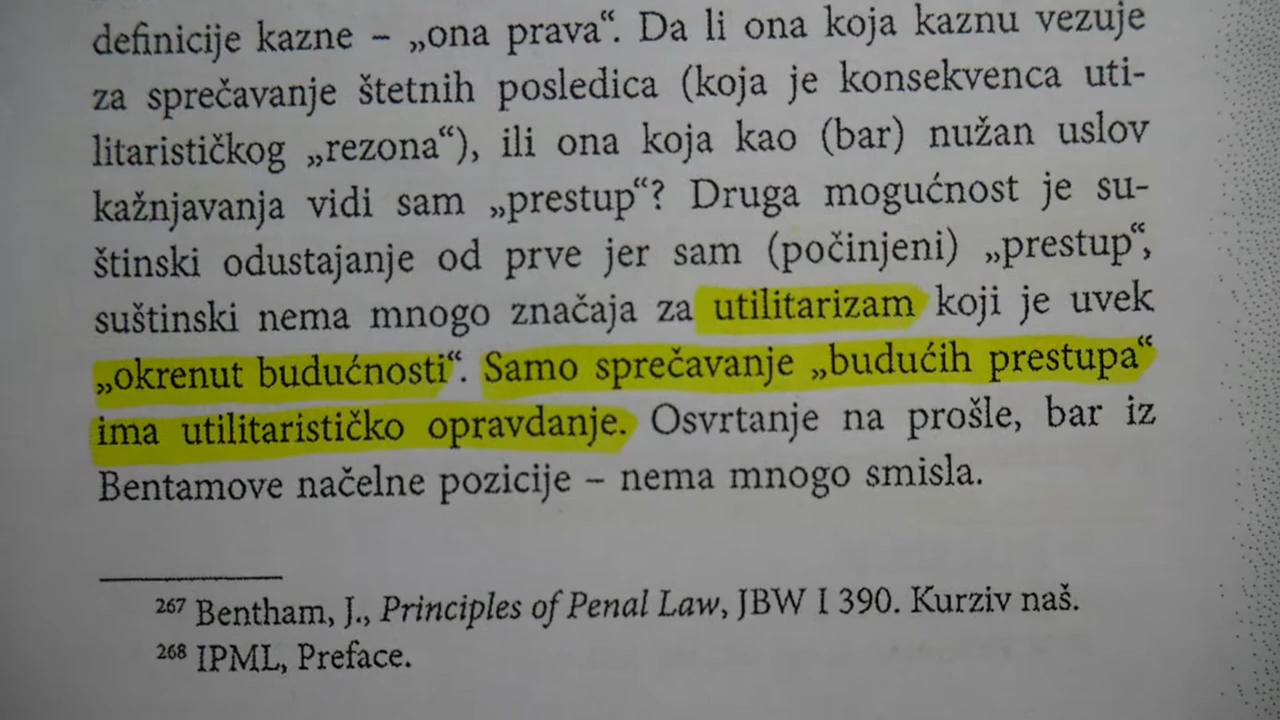 definicije kazne – „ona prava“. Da li ona koja kaznu vezuje
za sprečavanje štetnih posledica (koja je konsekvenca uti-
litarističkog „rezona“), ili ona koja kao (bar) nužan uslov
kažnjavanja vidi sam „prestup“? Druga mogućnost je su-
štinski odustajanje od prve jer sam (počinjeni) „prestup“,
suštinski nema mnogo značaja za utilitarizam koji je uvek
„okrenut budućnosti“. Samo sprečavanje „budućih prestupa“
ima utilitarističko opravdanje. Osvrtanje na prošle, bar iz
Bentamove načelne pozicije – nema mnogo smisla.
267 Bentham, J., Principles of Penal Law, JBW I 390. Kurziv naš.
268 IPML, Preface.